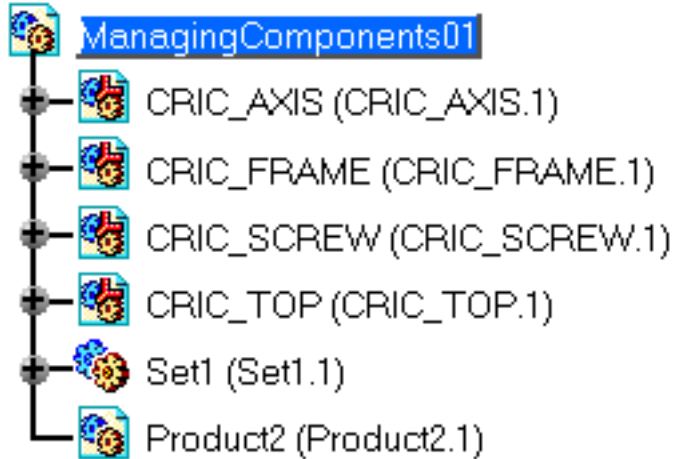 ManagingComponents01
CRIC_AXIS (CRIC_AXIS.1)
CRIC_FRAME (CRIC_FRAME.1)
CRIC_SCREW (CRIC_SCREW.1)
CRIC_TOP (CRIC_TOP.1)
Set1 (Set1.1)
Product2 (Product2.1)